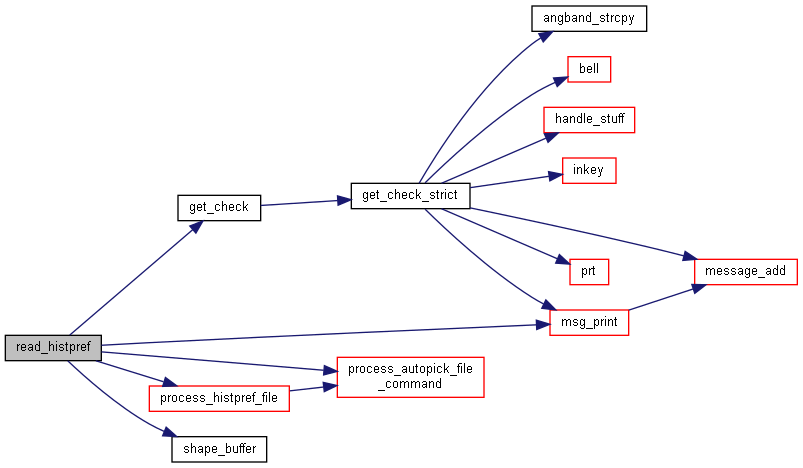 angband_strcpy
bell
handle_stuff
inkey
get_check
get_check_strict
prt
message_add
msg_print
read_histpref
process_autopick_file
_command
process_histpref_file
shape_buffer